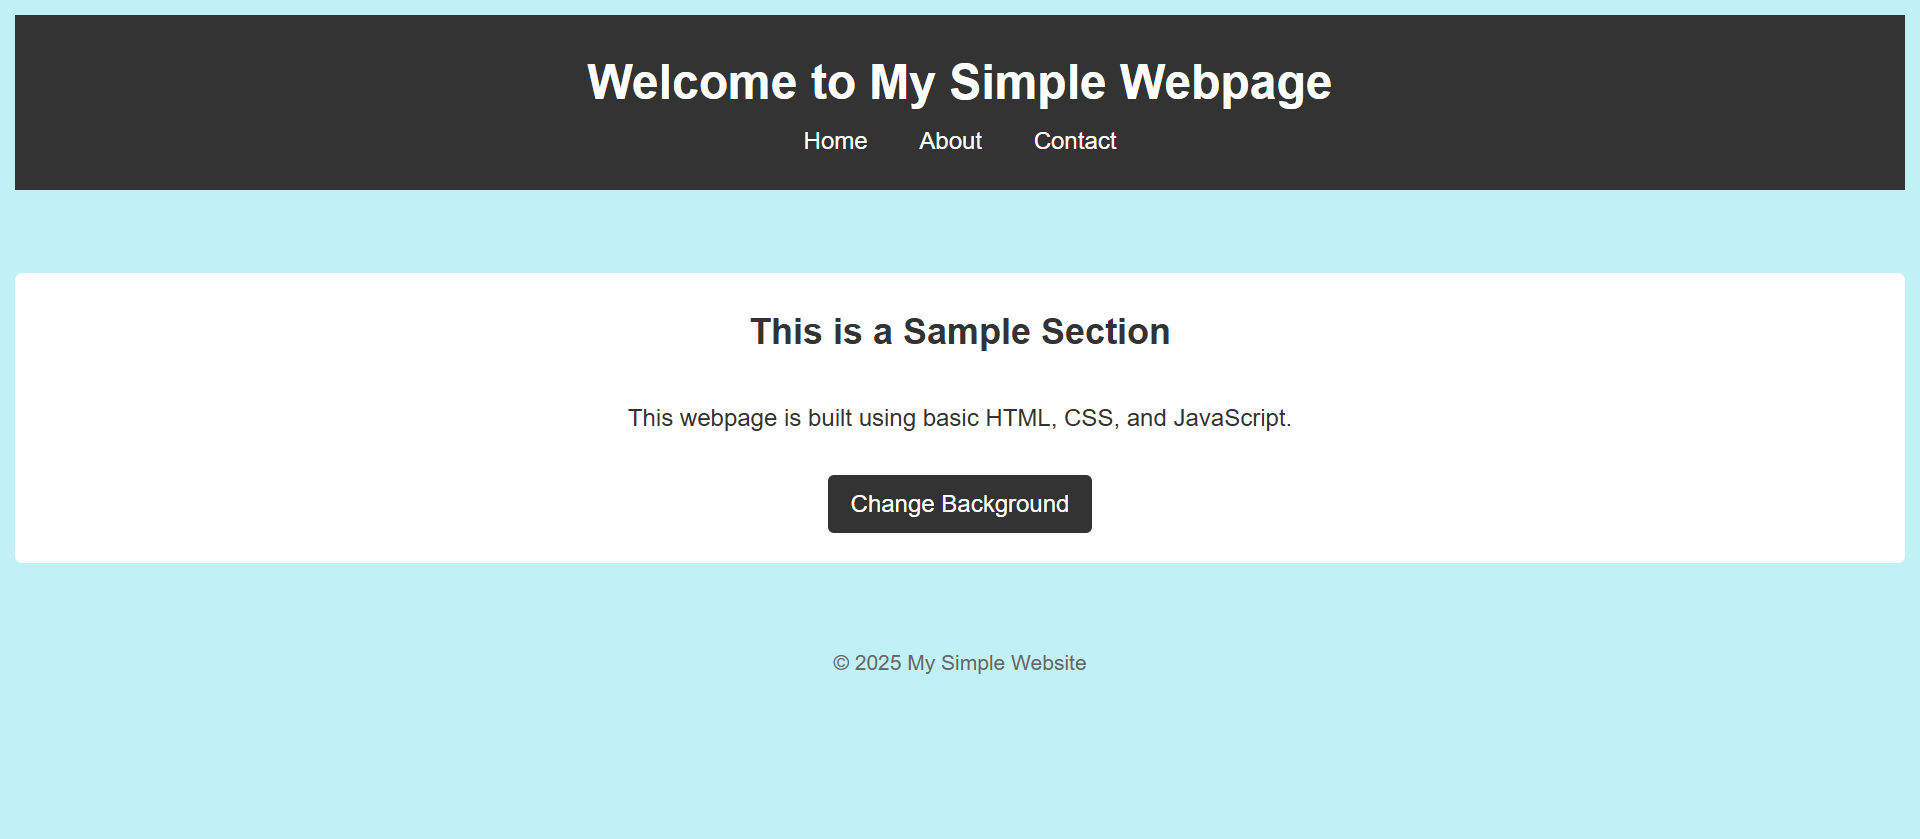 Welcome to My Simple Webpage
Home About Contact
This is a Sample Section
This webpage is built using basic HTML, CSS, and JavaScript.
Change Background
© 2025 My Simple Website